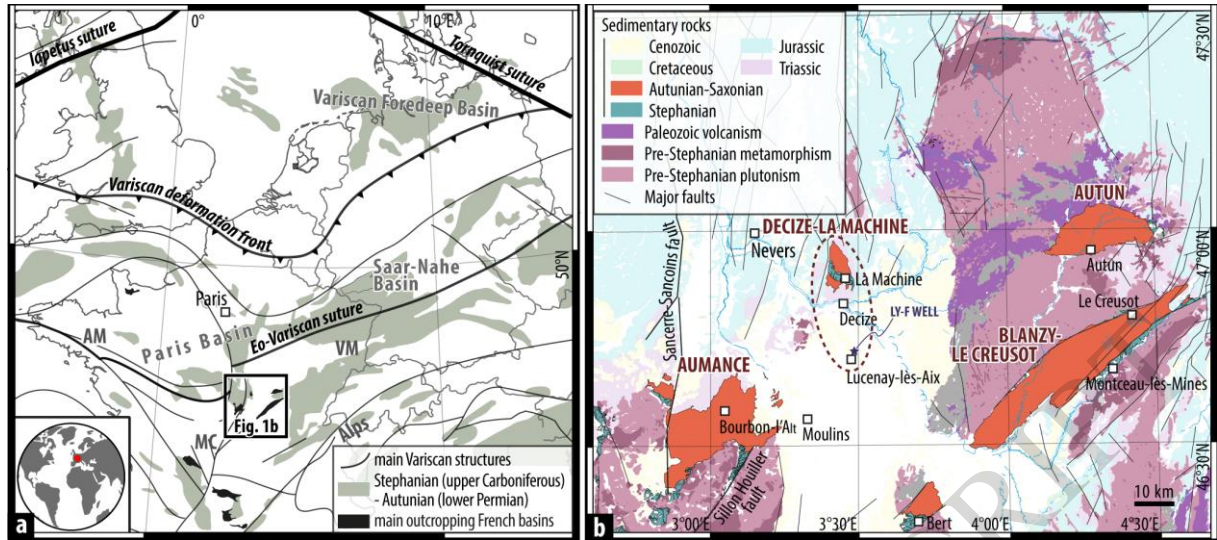 0°
10°E
Iapetus suture
Tornquist suture
Variscan Foredeep Basin
Variscan deformation front
Saar-Nahe
Basin
50°N
Paris
AM
Paris Basin
Eo-Variscan suture
VM
Fig. 1b
MC
Alps
main Variscan structures
Stephanian (upper Carboniferous)
- Autunian (lower Permian)
main outcropping French basins
a
Sedimentary rocks
Cenozoic
Jurassic
Cretaceous
Triassic
Autunian-Saxonian
Stephanian
Paleozoic volcanism
Pre-Stephanian metamorphism
Pre-Stephanian plutonism
Major faults
47°30'N
AUTUN
DECIZE-LA MACHINE
Nevers
47°00'N
Autun
La Machine
Sancerre-Sancoins fault
Decize
LY-F WELL
Le Creusot
BLANZY-
LE CREUSOT
AUMANCE
Lucenay-lès-Aix
Montceau-les-Mines
Bourbon-l'Alt
Moulins
46°30'N
Sillon Houiller
fault
10 km
Bert
b
3°00'E
3°30'E
4°00'E
4°30'E